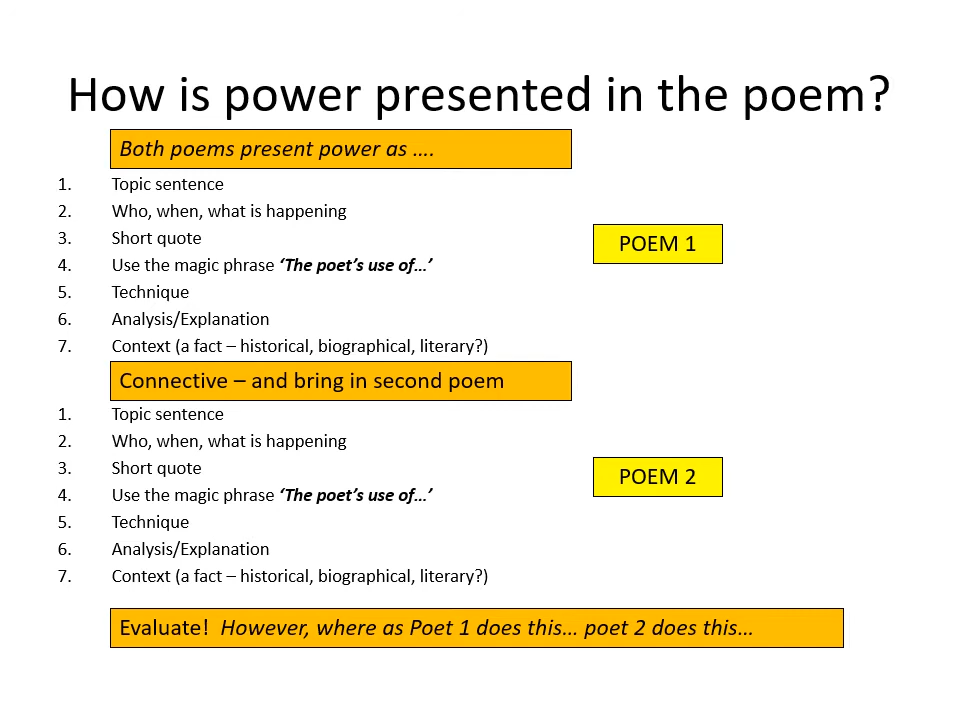 How is power presented in the poem?
Both poems present power as ….
1. Topic sentence
2. Who, when, what is happening
3. Short quote
4. Use the magic phrase ‘The poet’s use of…’
5. Technique
6. Analysis/Explanation
7. Context (a fact – historical, biographical, literary?)
POEM 1
Connective – and bring in second poem
1. Topic sentence
2. Who, when, what is happening
3. Short quote
4. Use the magic phrase ‘The poet’s use of…’
5. Technique
6. Analysis/Explanation
7. Context (a fact – historical, biographical, literary?)
POEM 2
Evaluate! However, where as Poet 1 does this… poet 2 does this…